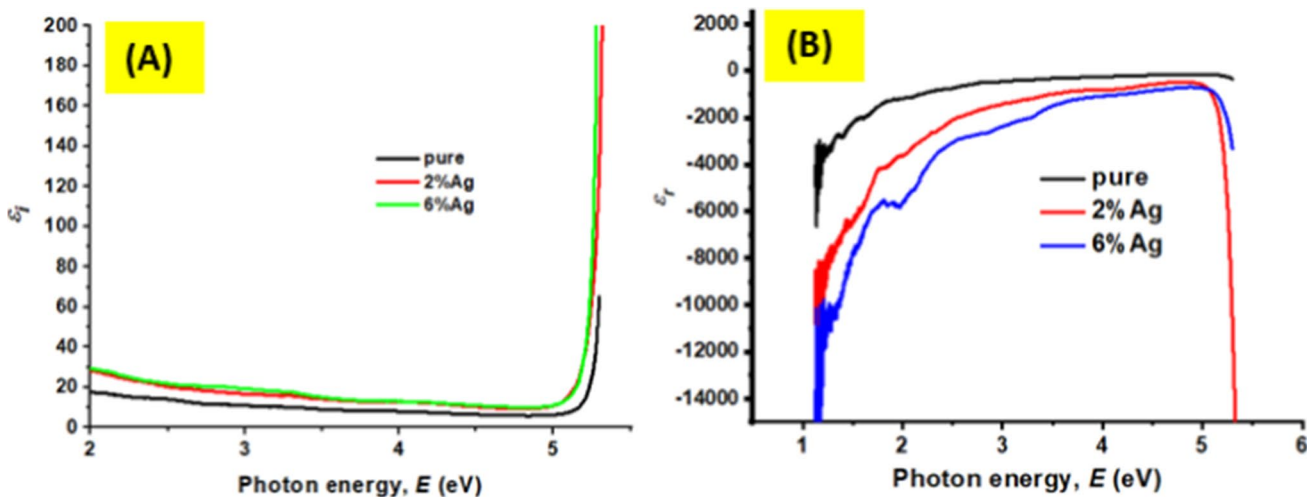 (A)
200
180
160
140
120
100
80
60
40
20
0
εi
pure
2%Ag
6%Ag
2
3
4
5
Photon energy, E (eV)
(B)
2000
0
-2000
-4000
-6000
-8000
-10000
-12000
-14000
εr
pure
2% Ag
6% Ag
1
2
3
4
5
6
Photon energy, E (eV)